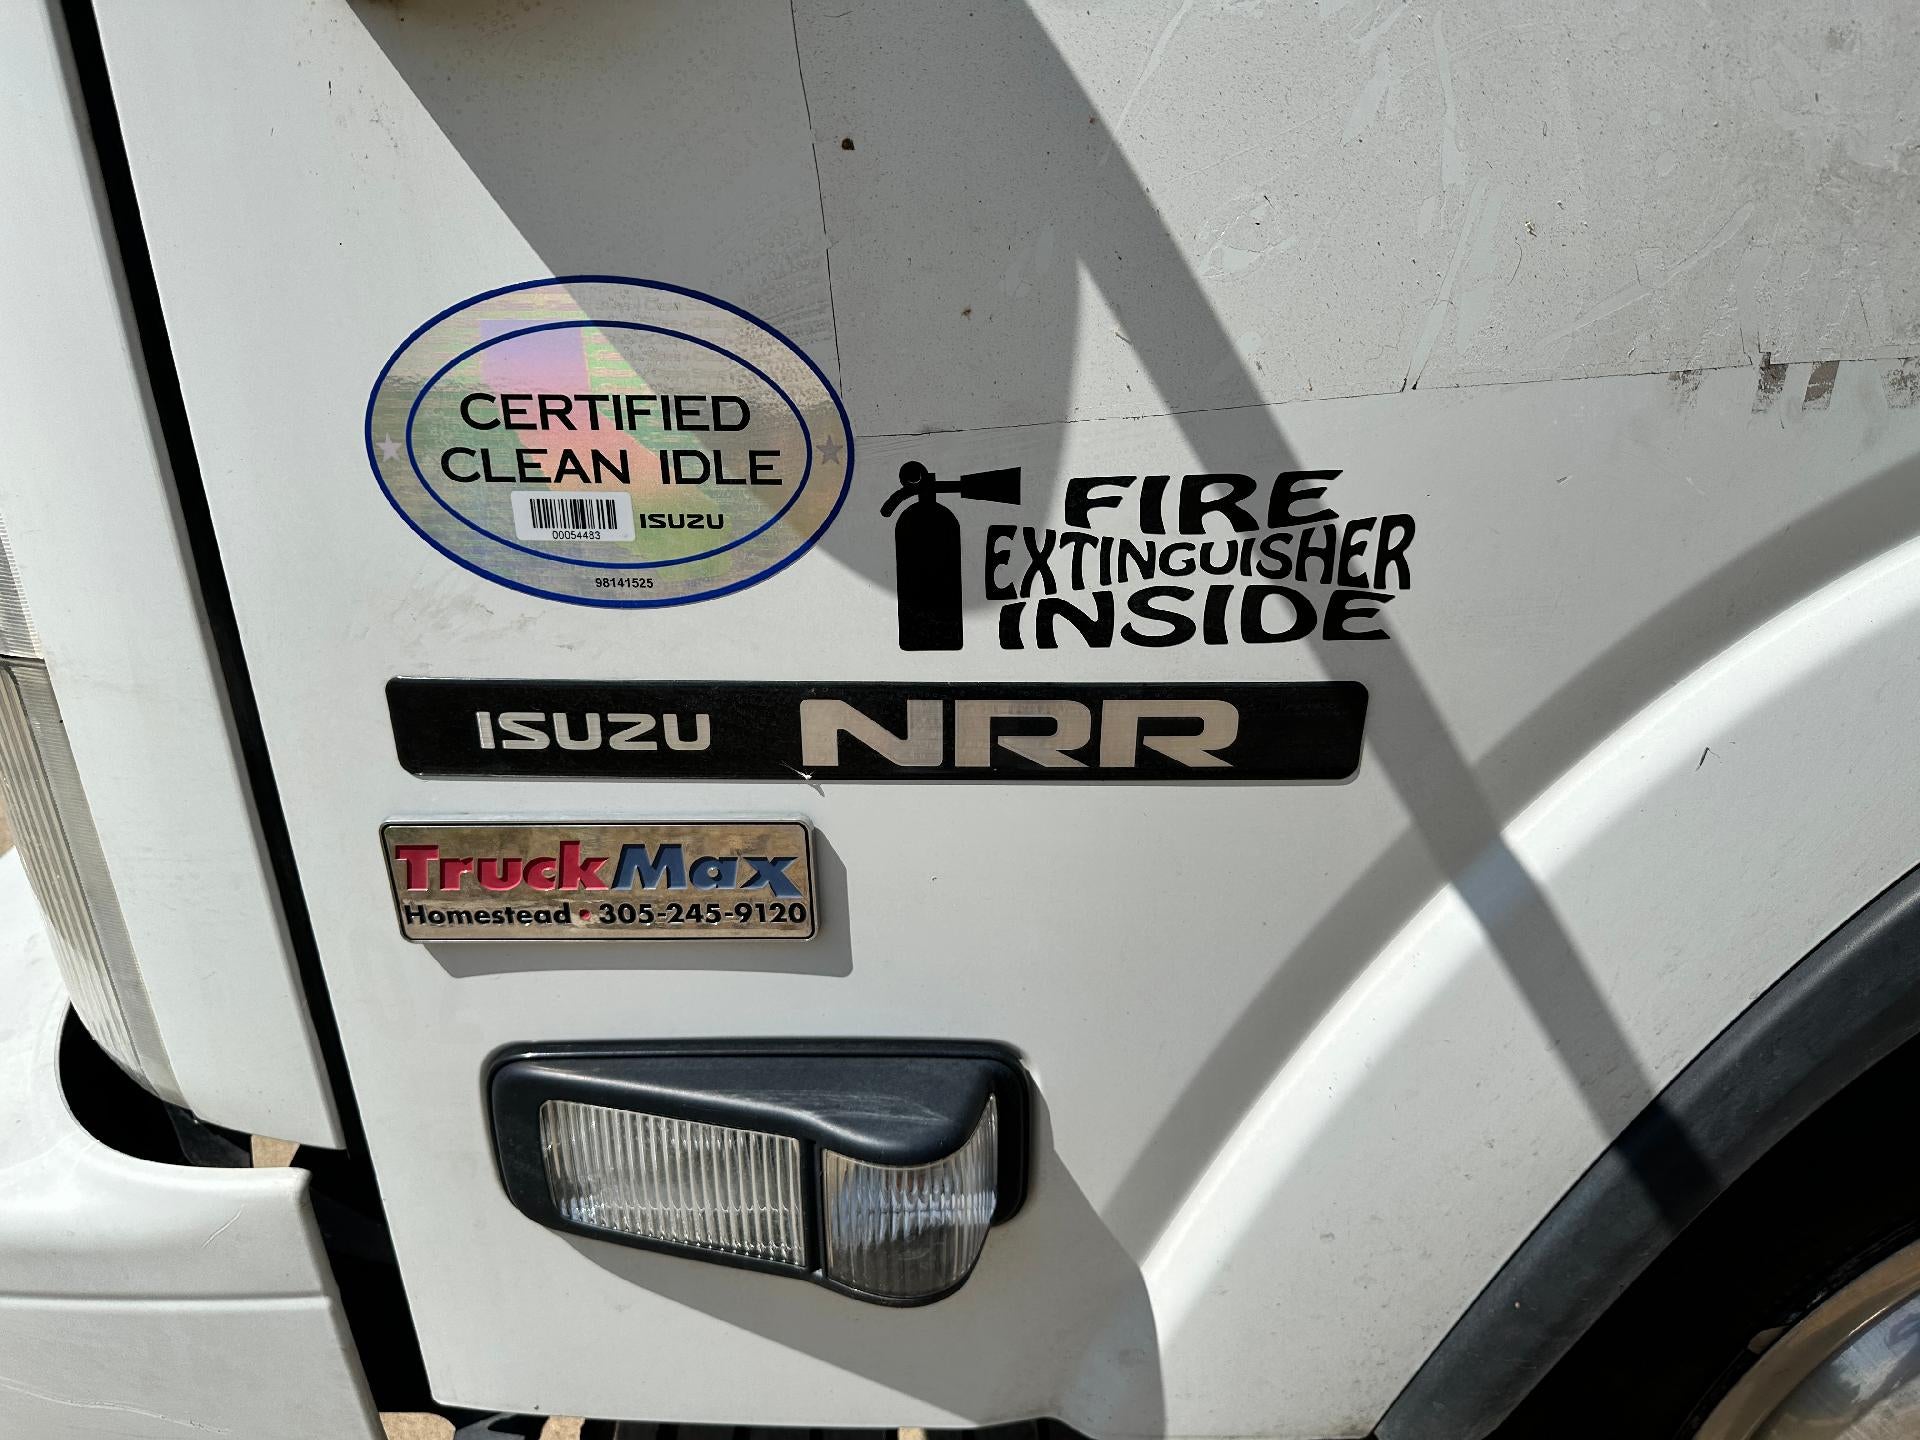 CERTIFIED
CLEAN IDLE
00054483
ISUZU
98141525
FIRE
EXTINGUISHER
INSIDE
ISUZU NRR
TruckMax
Homestead • 305-245-9120